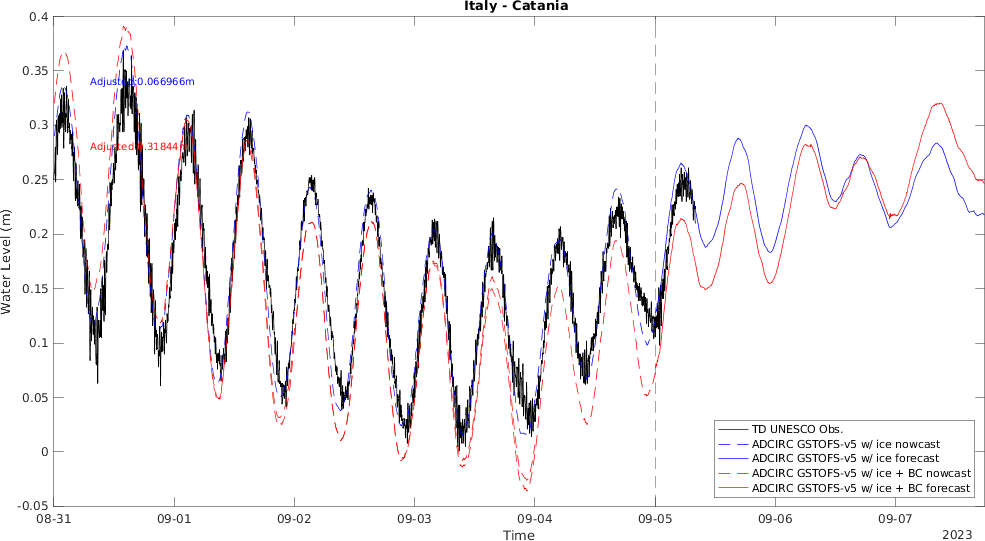 Italy - Catania
Water Level (m)
0.4
0.35
0.3
0.25
0.2
0.15
0.1
0.05
0
-0.05
Adjusted:0.066966m
08-31
09-01
09-02
09-03
09-04
09-05
09-06
09-07
Time
2023
TD UNESCO Obs.
ADCIRC GSTOFS-v5 w/ ice nowcast
ADCIRC GSTOFS-v5 w/ ice forecast
ADCIRC GSTOFS-v5 w/ ice + BC nowcast
ADCIRC GSTOFS-v5 w/ ice + BC forecast